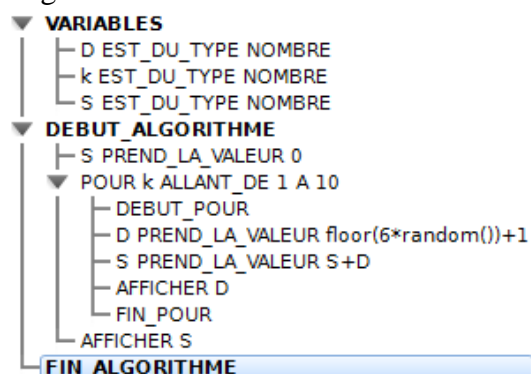 VARIABLES
D EST_DU_TYPE NOMBRE
k EST_DU_TYPE NOMBRE
S EST_DU_TYPE NOMBRE
DEBUT_ALGORITHME
S PREND_LA_VALEUR 0
POUR k ALLANT_DE 1 A 10
DEBUT_POUR
D PREND_LA_VALEUR floor(6*random())+1
S PREND_LA_VALEUR S+D
AFFICHER D
FIN_POUR
AFFICHER S
FIN_ALGORITHME